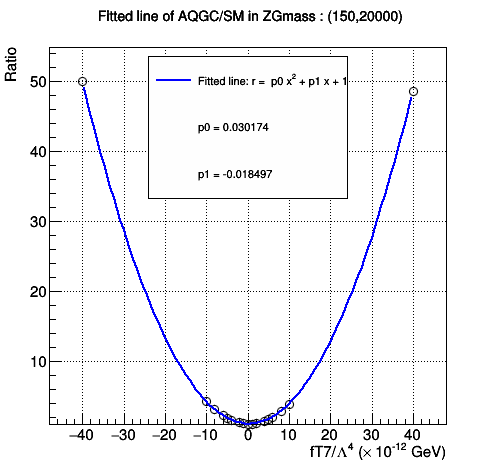 FItted line of AQGC/SM in ZGmass : (150,20000)
Ratio
Fitted line: r = p0 x² + p1 x + 1
p0 = 0.030174
p1 = -0.018497
50
40
30
20
10
−40 −30 −20 −10 0 10 20 30 40
fT7/Λ⁴ (× 10⁻¹² GeV)